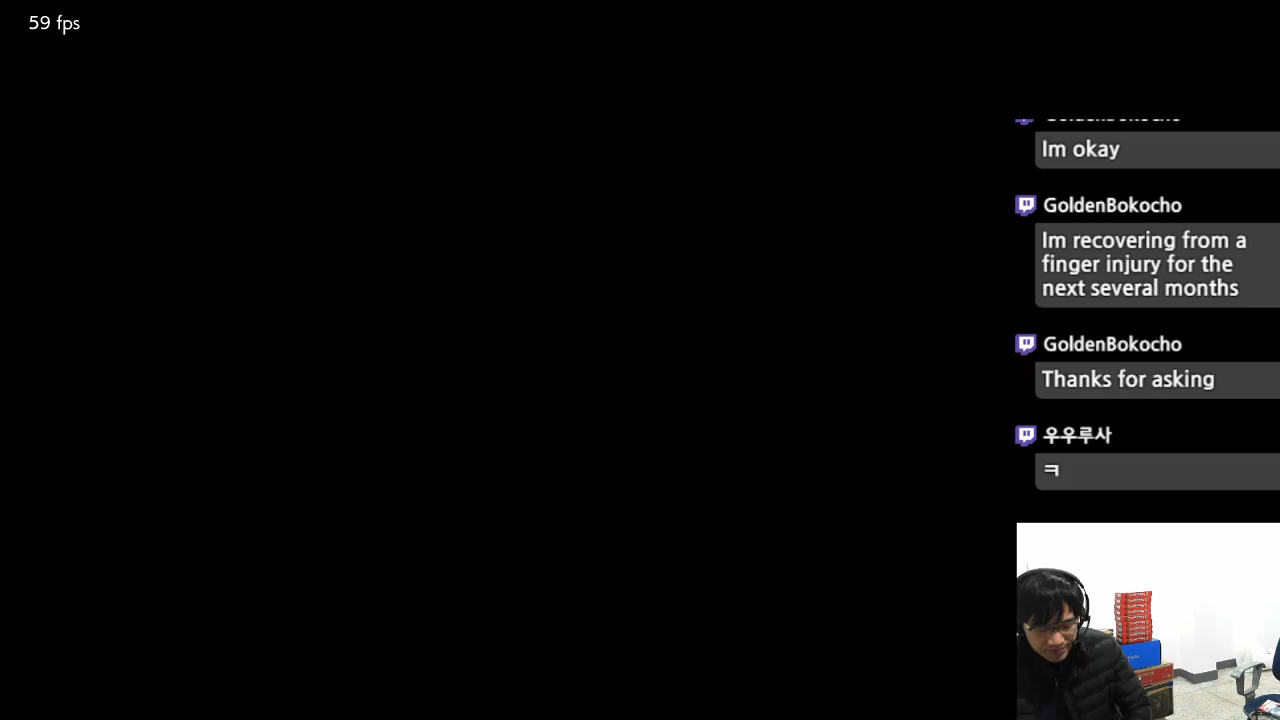 59 fps
Im okay
GoldenBokocho
Im recovering from a
finger injury for the
next several months
GoldenBokocho
Thanks for asking
우우루사
ㅋ